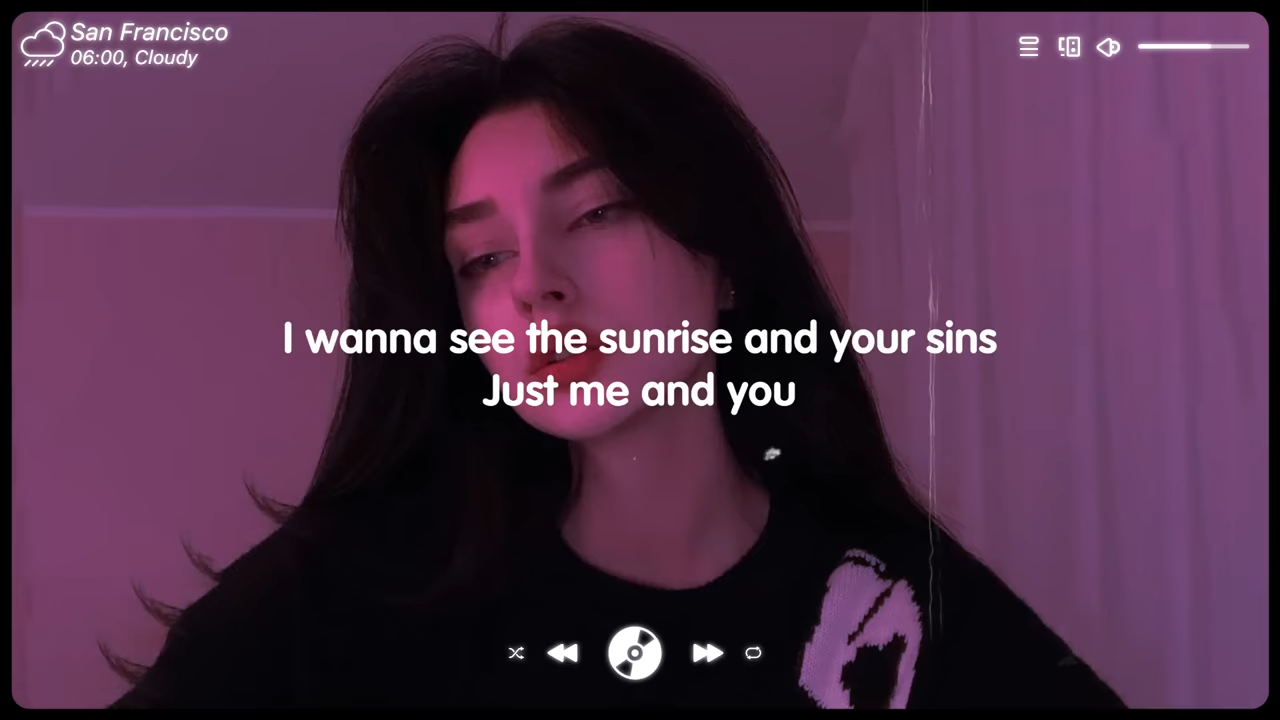 San Francisco
06:00, Cloudy
I wanna see the sunrise and your sins
Just me and you